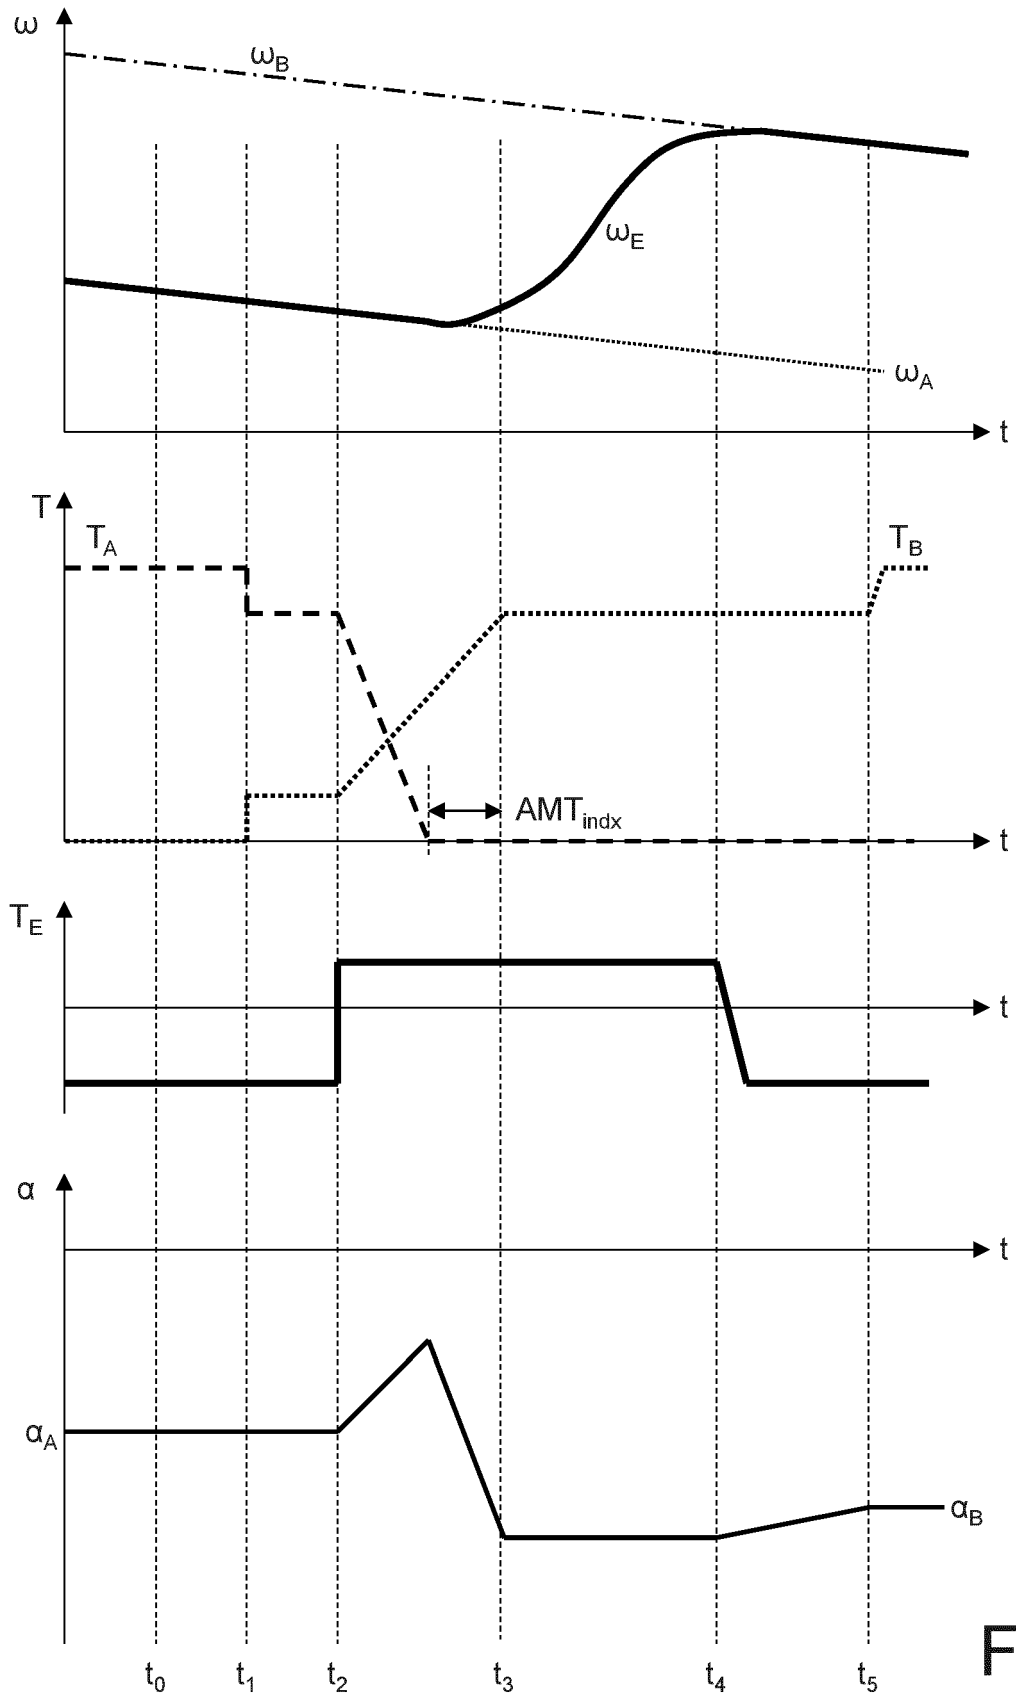 ω
ω_B
ω_E
ω_A
t
T
T_A
T_B
AMT_indx
t
T_E
t
α
t
α_A
α_B
F
t_0 t_1 t_2 t_3 t_4 t_5